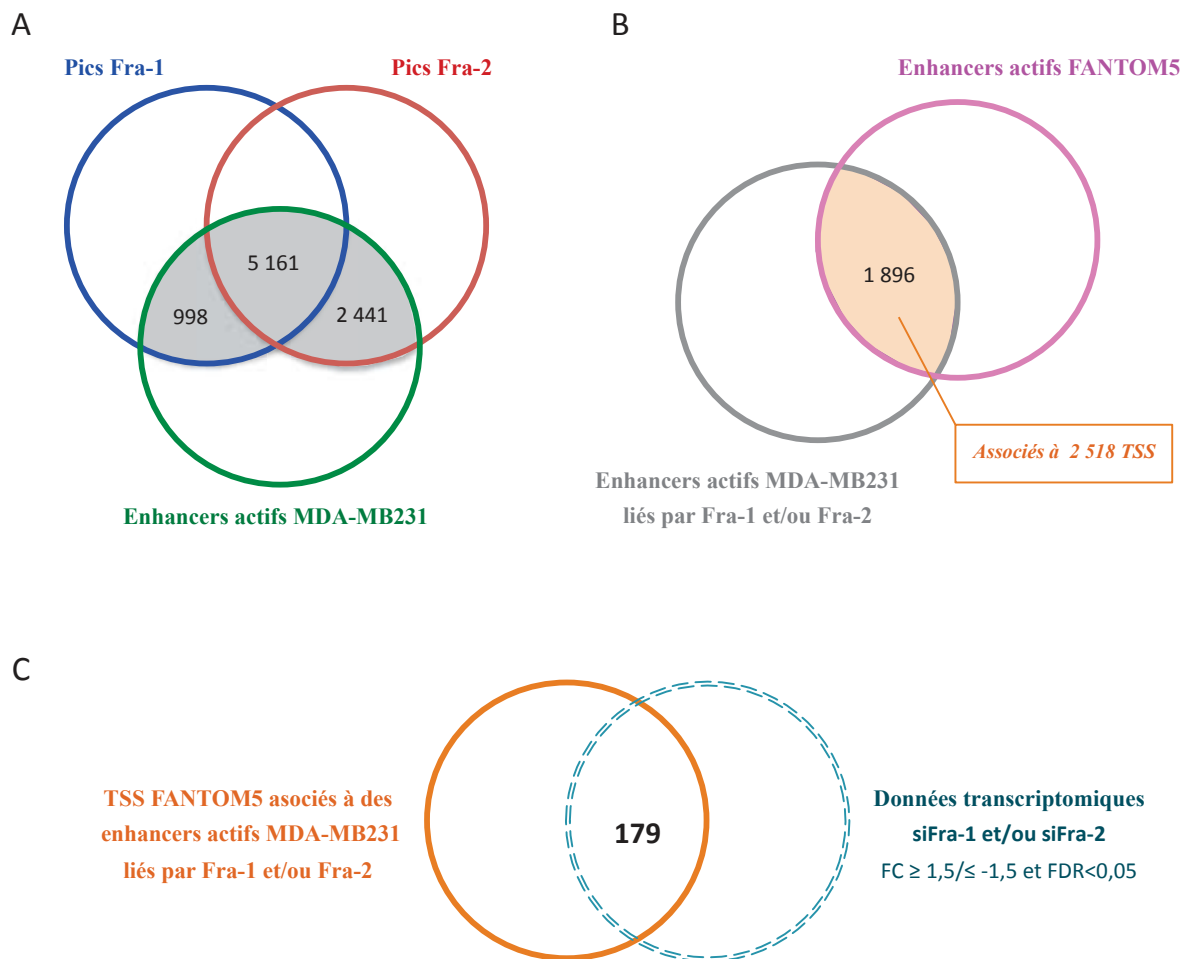 A
Pics Fra-1
Pics Fra-2
5 161
998
2 441
Enhancers actifs MDA-MB231
B
Enhancers actifs FANTOM5
1 896
Associés à 2 518 TSS
Enhancers actifs MDA-MB231
liés par Fra-1 et/ou Fra-2
C
TSS FANTOM5 asociés à des
enhancers actifs MDA-MB231
liés par Fra-1 et/ou Fra-2
179
Données transcriptomiques
siFra-1 et/ou siFra-2
FC ≥ 1,5/≤ -1,5 et FDR<0,05